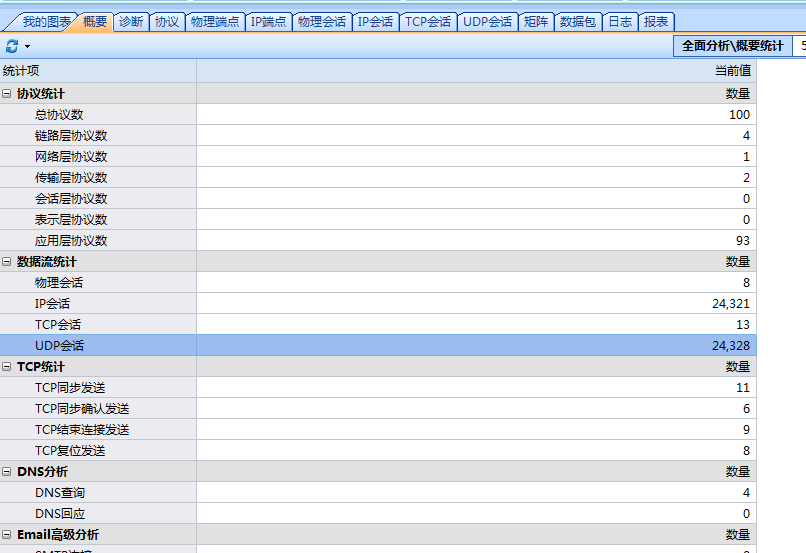 我的图表 概要 诊断 协议 物理端点 IP端点 物理会话 IP会话 TCP会话 UDP会话 矩阵 数据包 日志 报表
全面分析\概要统计 5
统计项 当前值
协议统计 数量
总协议数 100
链路层协议数 4
网络层协议数 1
传输层协议数 2
会话层协议数 0
表示层协议数 0
应用层协议数 93
数据流统计 数量
物理会话 8
IP会话 24,321
TCP会话 13
UDP会话 24,328
TCP统计 数量
TCP同步发送 11
TCP同步确认发送 6
TCP结束连接发送 9
TCP复位发送 8
DNS分析 数量
DNS查询 4
DNS回应 0
Email高级分析 数量